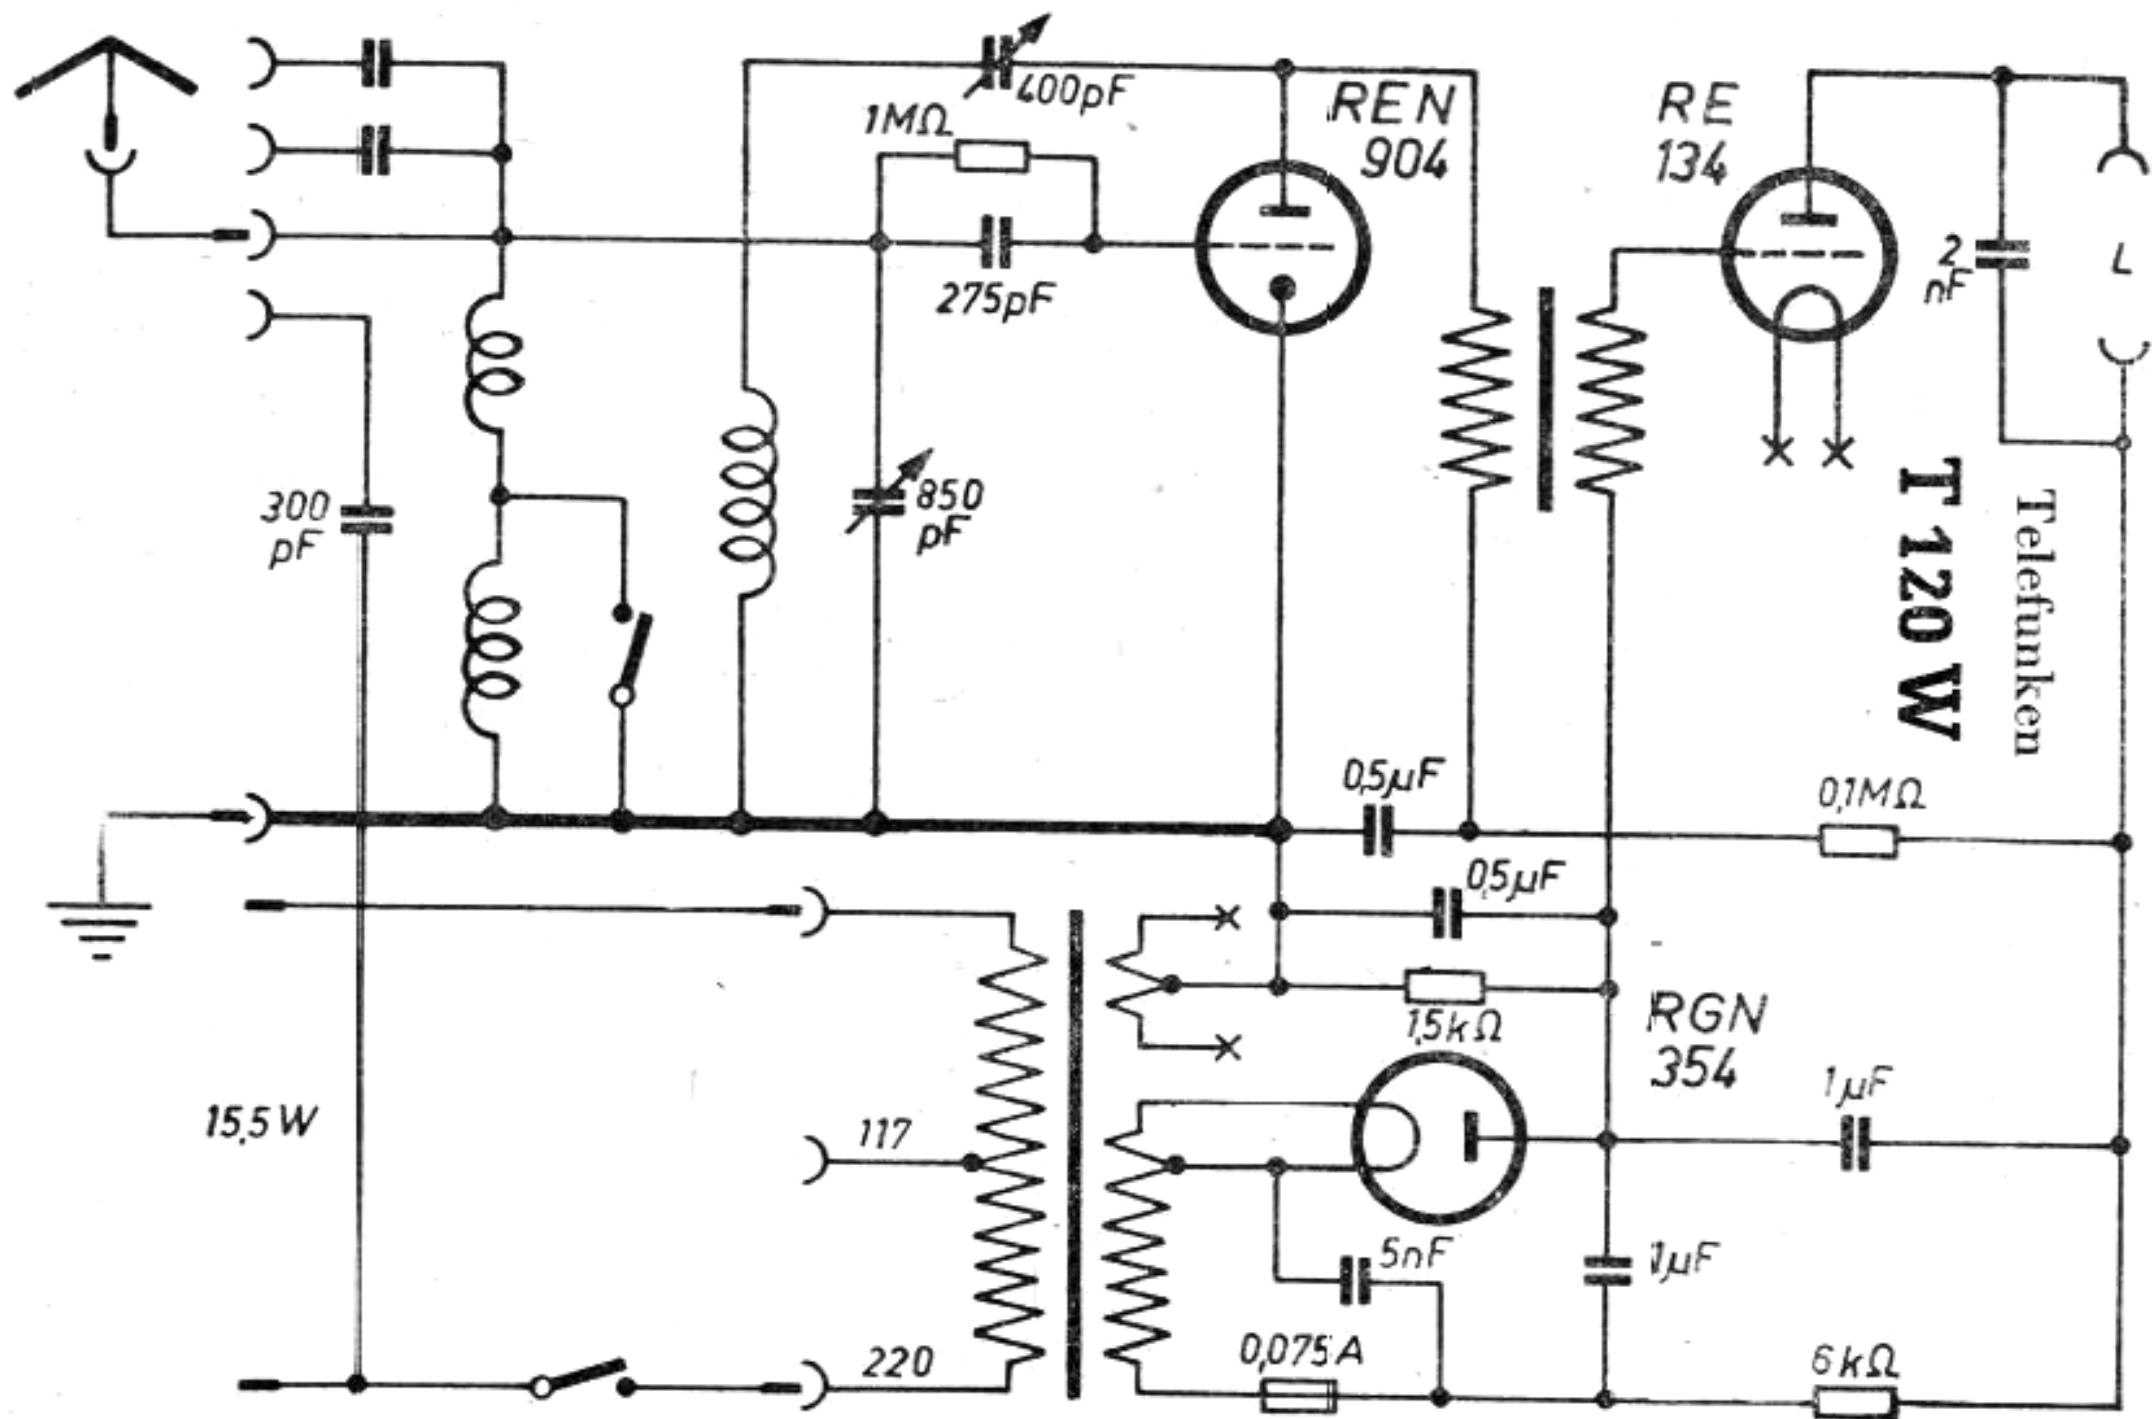 400pF
1MΩ
275pF
REN
904
RE
134
2
nF
L
300
pF
850
pF
Telefunken
T 120 W
0,5µF
0,1MΩ
0,5µF
1,5kΩ
RGN
354
1µF
15,5W
117
5nF
1µF
220
0,075A
6kΩ